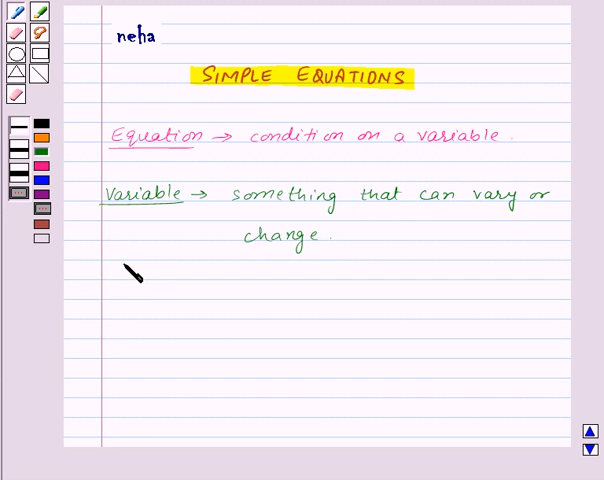 neha
SIMPLE EQUATIONS
Equation → condition on a variable.
Variable → something that can vary or
change.